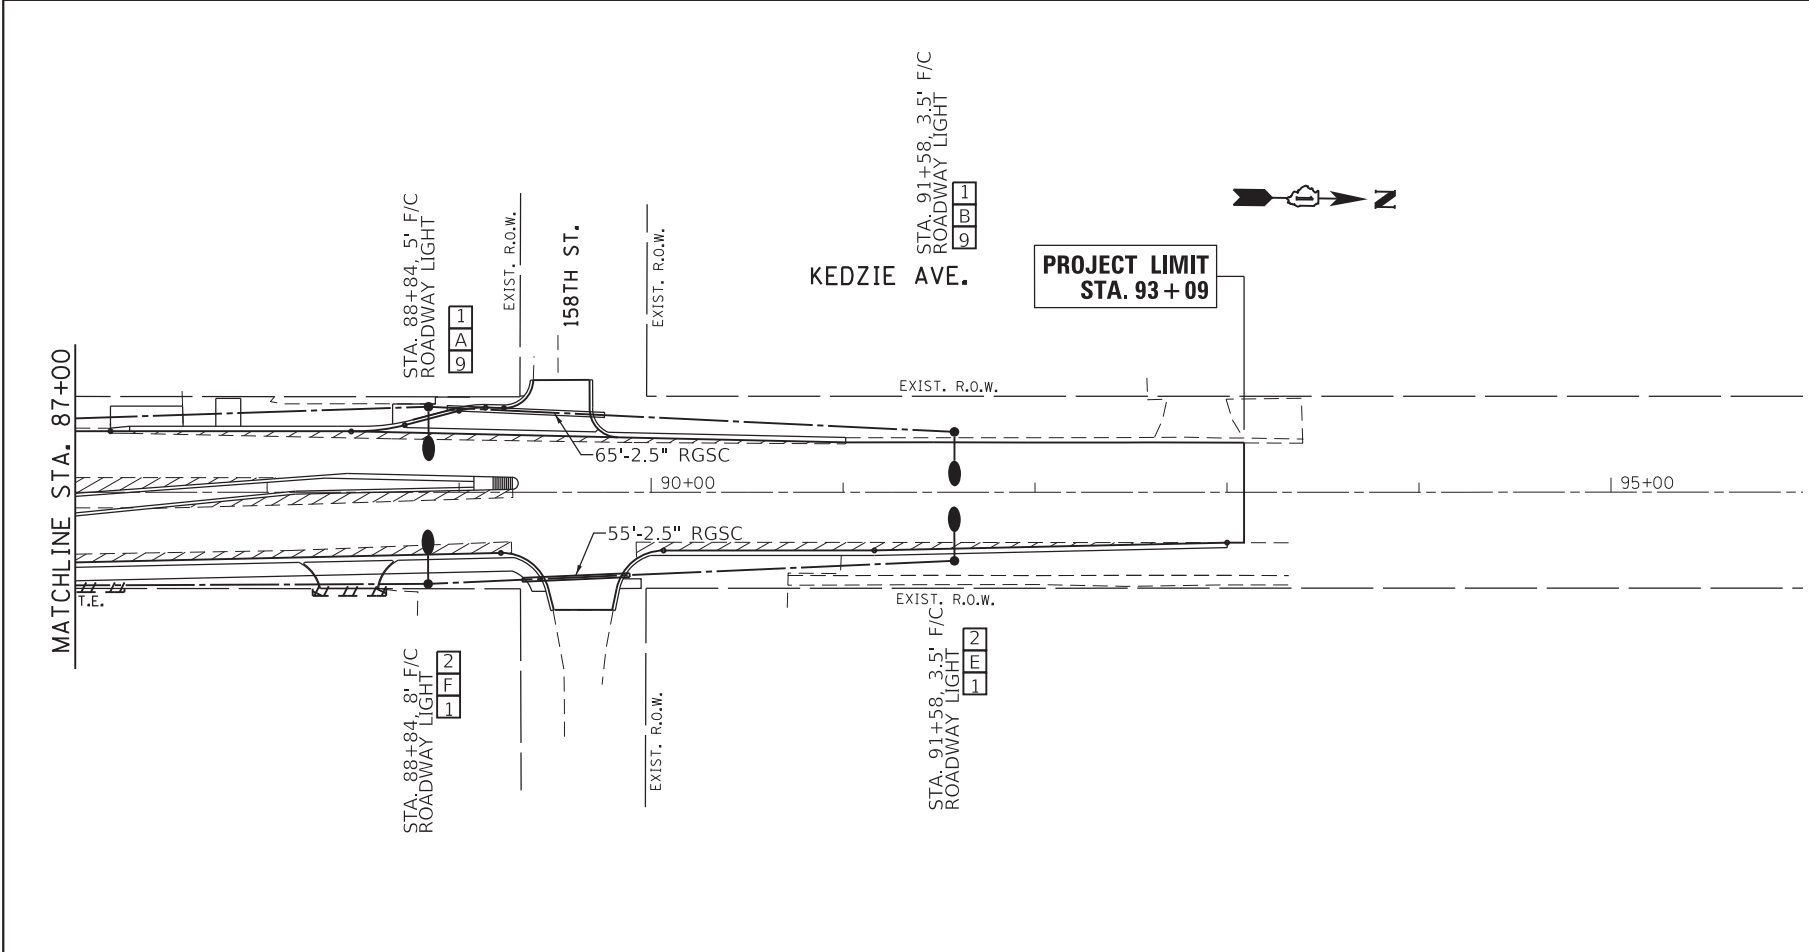 STA. 91+58, 3.5' F/C
ROADWAY LIGHT
1
B
9
STA. 88+84, 5' F/C
ROADWAY LIGHT
1
A
9
EXIST. R.O.W.
158TH ST.
EXIST. R.O.W.
KEDZIE AVE.
PROJECT LIMIT
STA. 93+09
N
MATCHLINE STA. 87+00
EXIST. R.O.W.
65'-2.5" RGSC
90+00
95+00
55'-2.5" RGSC
T.E.
EXIST. R.O.W.
STA. 88+84, 8' F/C
ROADWAY LIGHT
2
F
1
EXIST. R.O.W.
STA. 91+58, 3.5' F/C
ROADWAY LIGHT
2
E
1